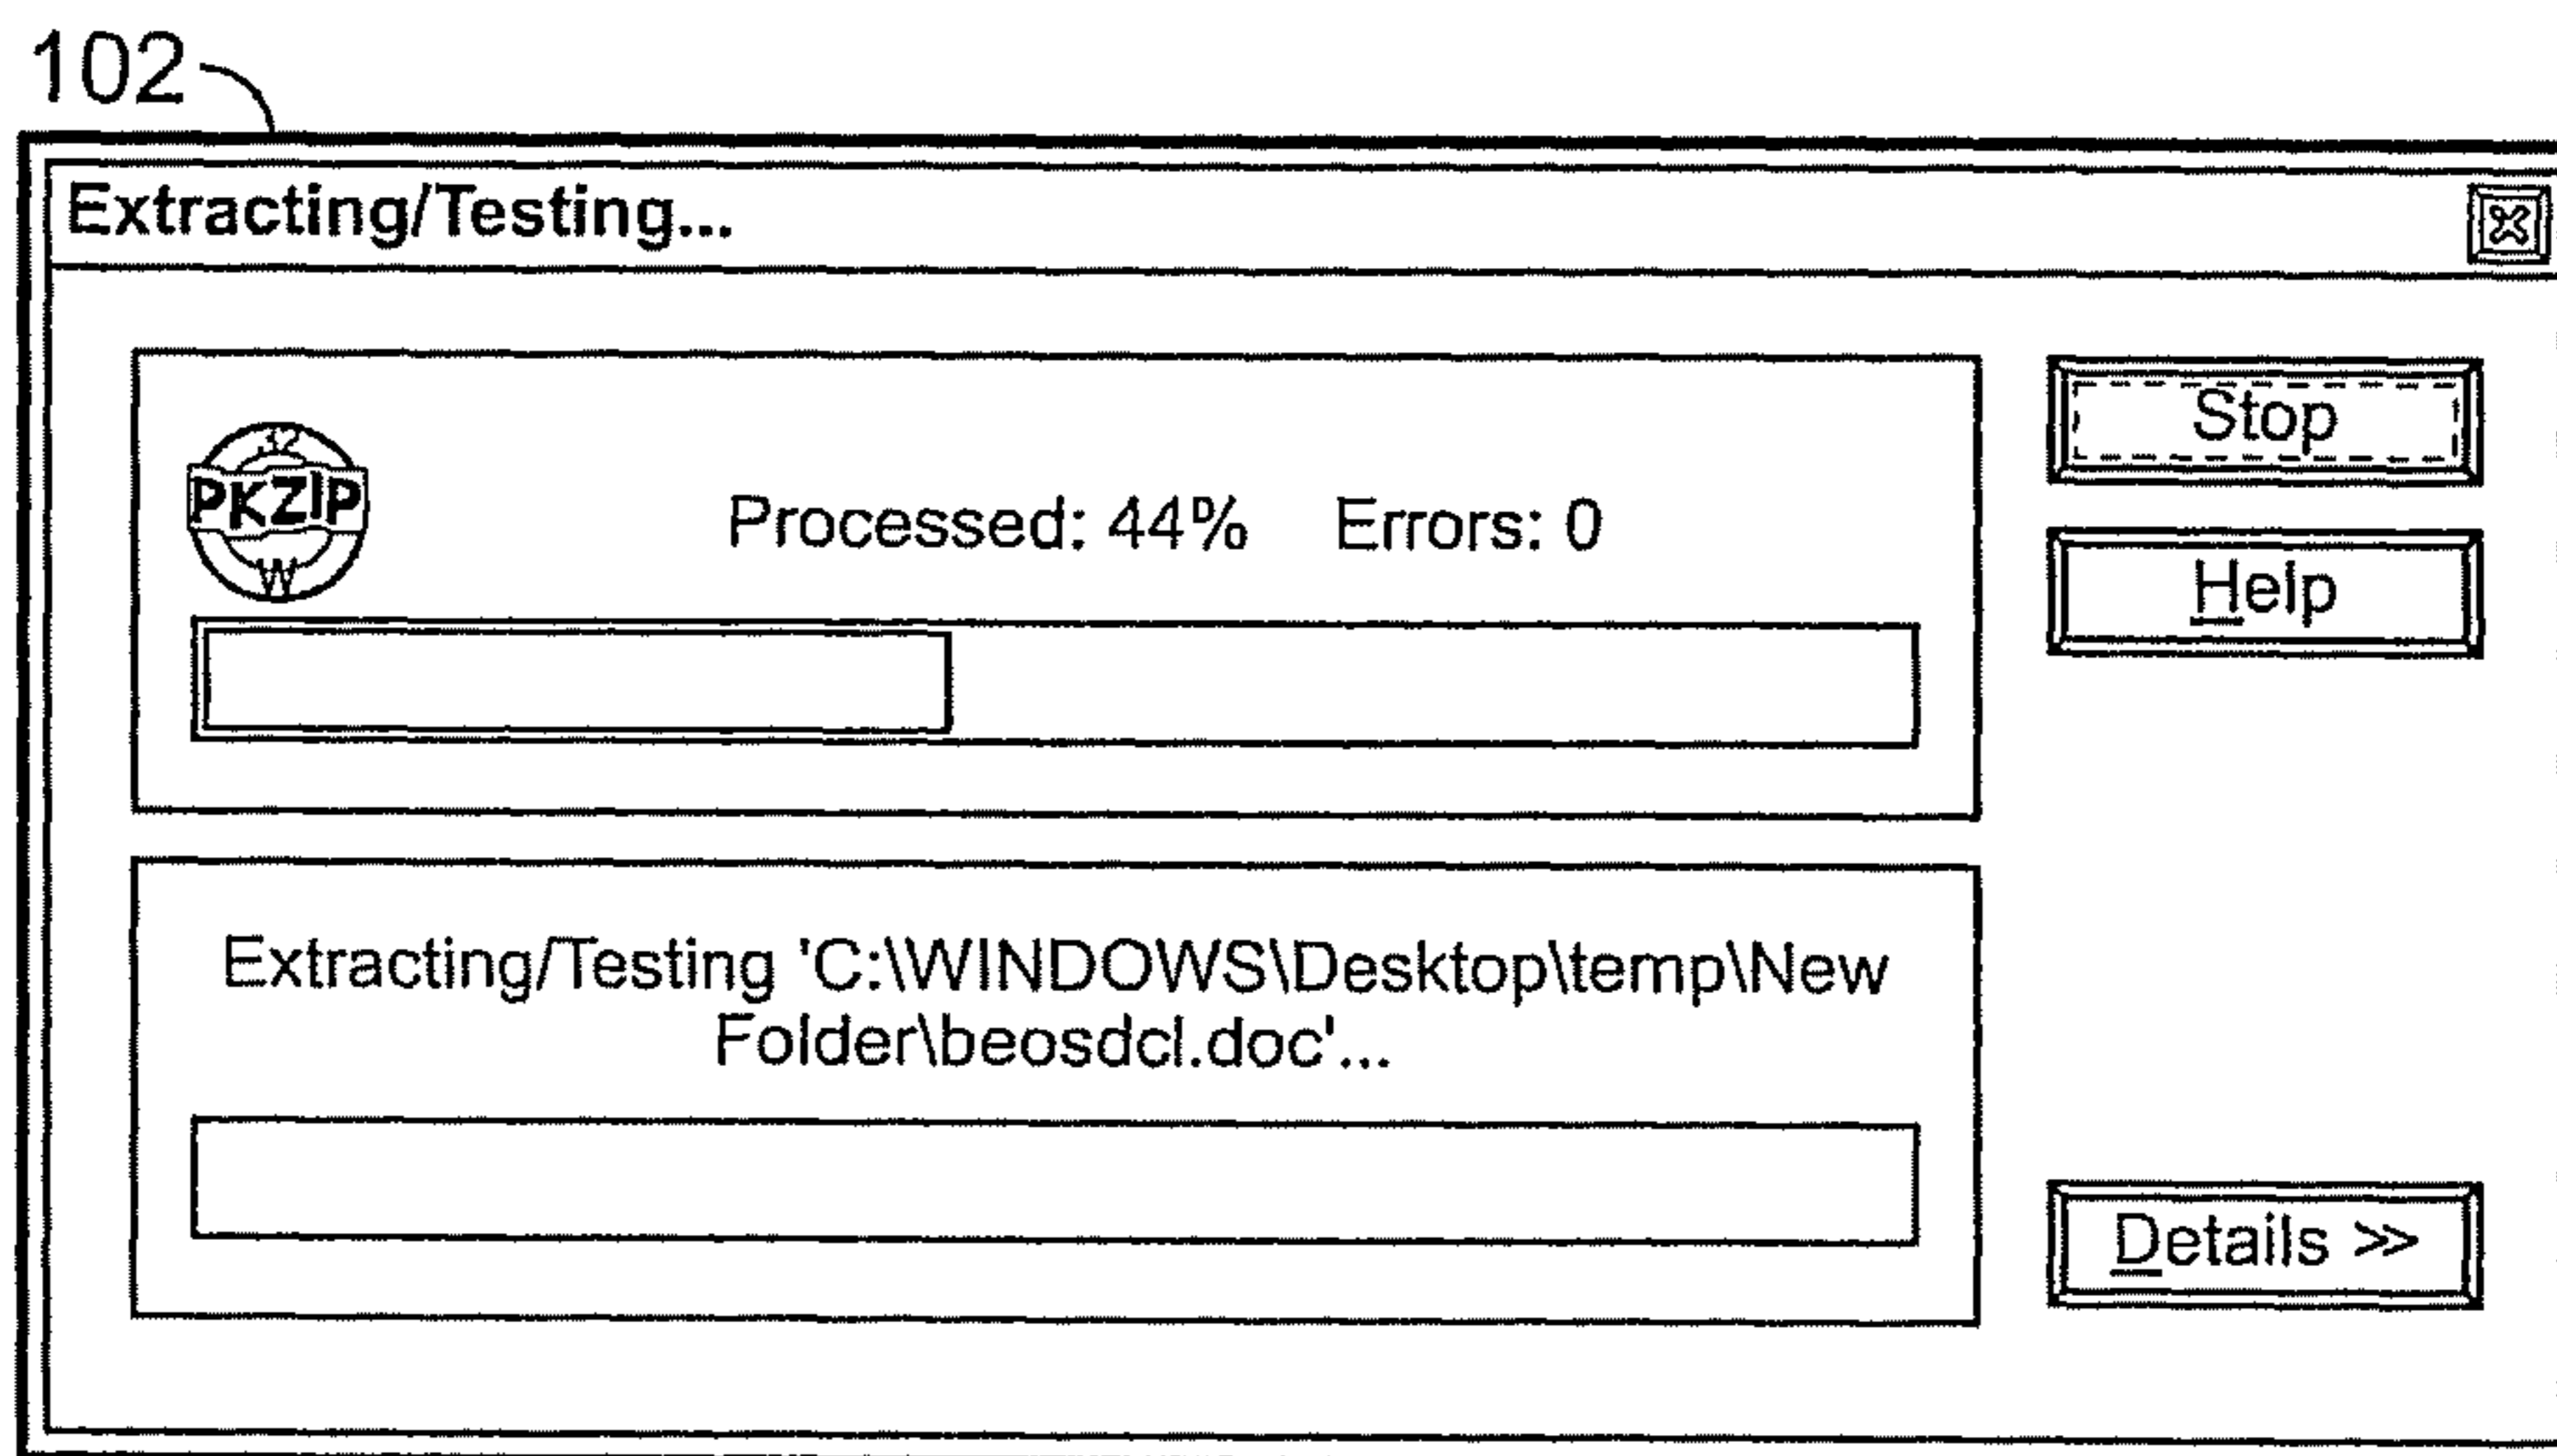 102
Extracting/Testing...
32
PKZIP
W
Processed: 44% Errors: 0
Stop
Help
Extracting/Testing 'C:\WINDOWS\Desktop\temp\New
Folder\beosdcl.doc'...
Details >>